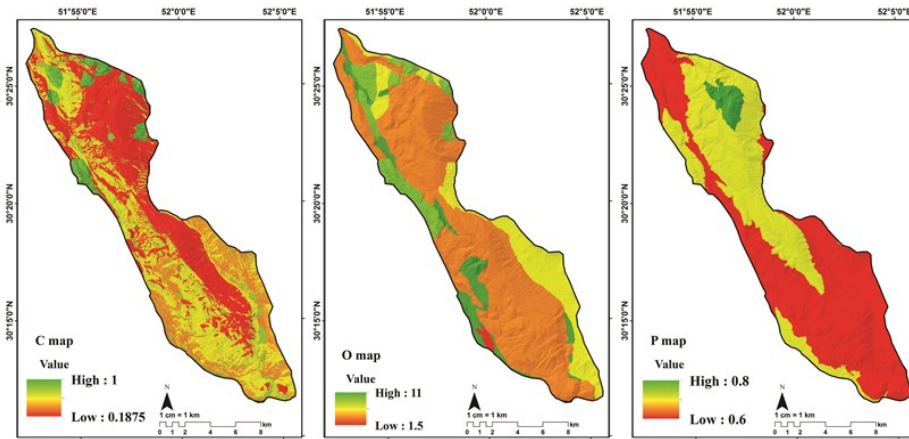 51°55'0"E 52°0'0"E 52°5'0"E
51°55'0"E 52°0'0"E 52°5'0"E
51°55'0"E 52°0'0"E 52°5'0"E
30°25'0"N
30°20'0"N
30°15'0"N
C map
Value
High : 1
Low : 0.1875
N
1 cm = 1 km
0 1 2 4 6 8
km
30°25'0"N
30°20'0"N
30°15'0"N
O map
Value
High : 11
Low : 1.5
N
1 cm = 1 km
0 1 2 4 6 8
km
30°25'0"N
30°20'0"N
30°15'0"N
P map
Value
High : 0.8
Low : 0.6
N
1 cm = 1 km
0 1 2 4 6 8
km